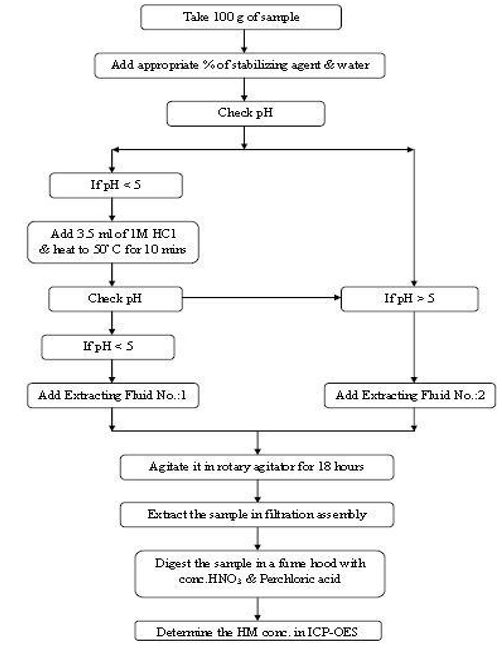 Take 100 g of sample
Add appropriate % of stabilizing agent & water
Check pH
If pH < 5
Add 3.5 ml of 1M HCl
& heat to 50˚ C for 10 mins
Check pH
If pH > 5
If pH < 5
Add Extracting Fluid No.:1
Add Extracting Fluid No.:2
Agitate it in rotary agitator for 18 hours
Extract the sample in filtration assembly
Digest the sample in a fume hood with
conc.HNO₃ & Perchloric acid
Determine the HM conc. in ICP-OES